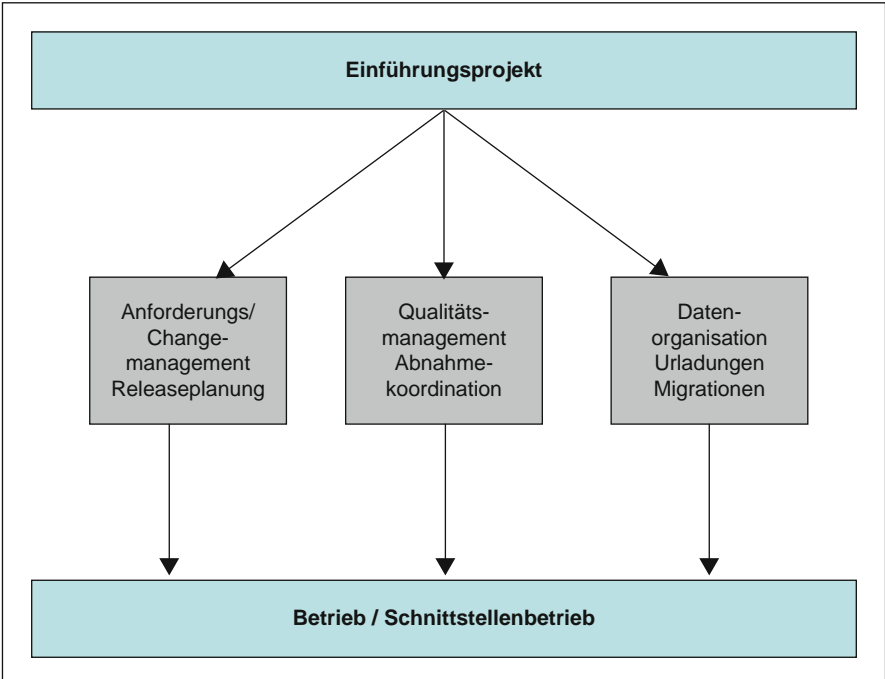 Einführungsprojekt
Anforderungs/
Change-
management
Releaseplanung
Qualitäts-
management
Abnahme-
koordination
Daten-
organisation
Urladungen
Migrationen
Betrieb / Schnittstellenbetrieb